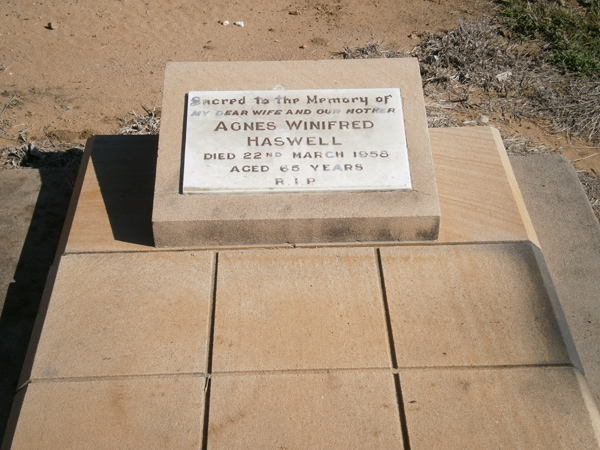 Sacred to the Memory of
MY DEAR WIFE AND OUR MOTHER
AGNES WINIFRED
HASWELL
DIED 22ND MARCH 1958
AGED 65 YEARS
R.I.P.